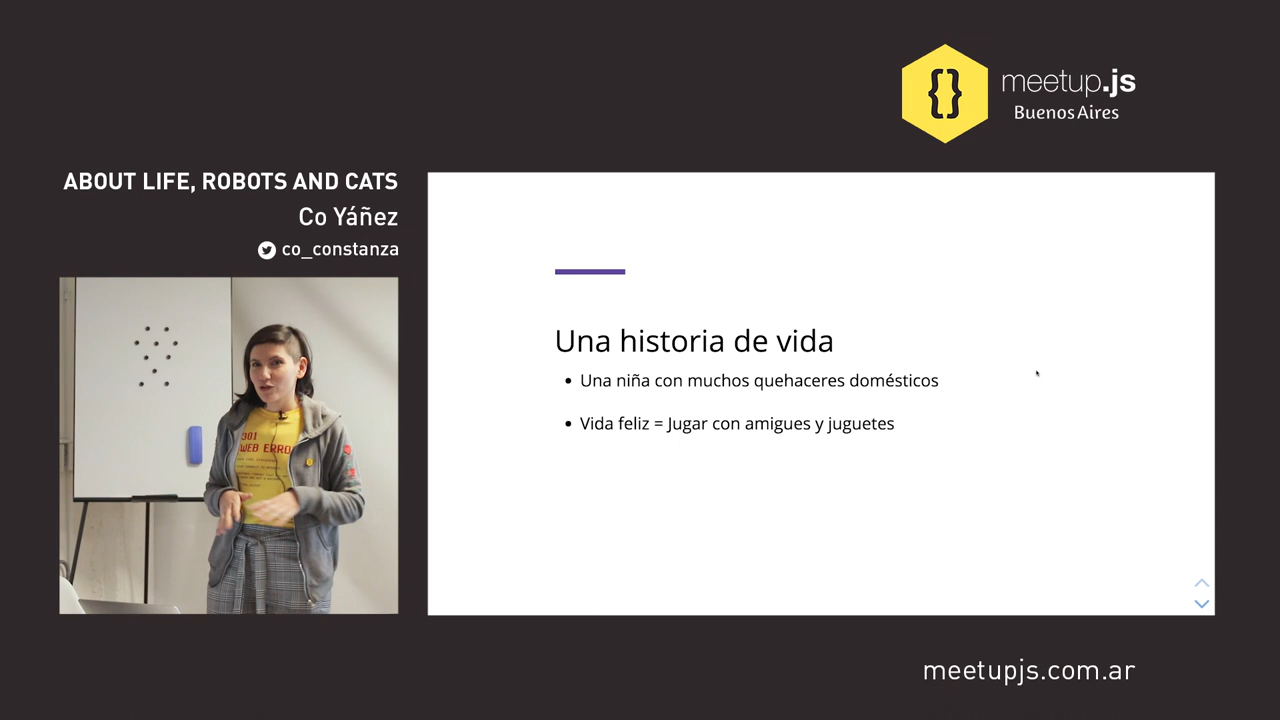 {}
meetup.js
Buenos Aires
ABOUT LIFE, ROBOTS AND CATS
Co Yáñez
co_constanza
301
WEB ERRO
Una historia de vida
• Una niña con muchos quehaceres domésticos
• Vida feliz = Jugar con amigues y juguetes
meetupjs.com.ar